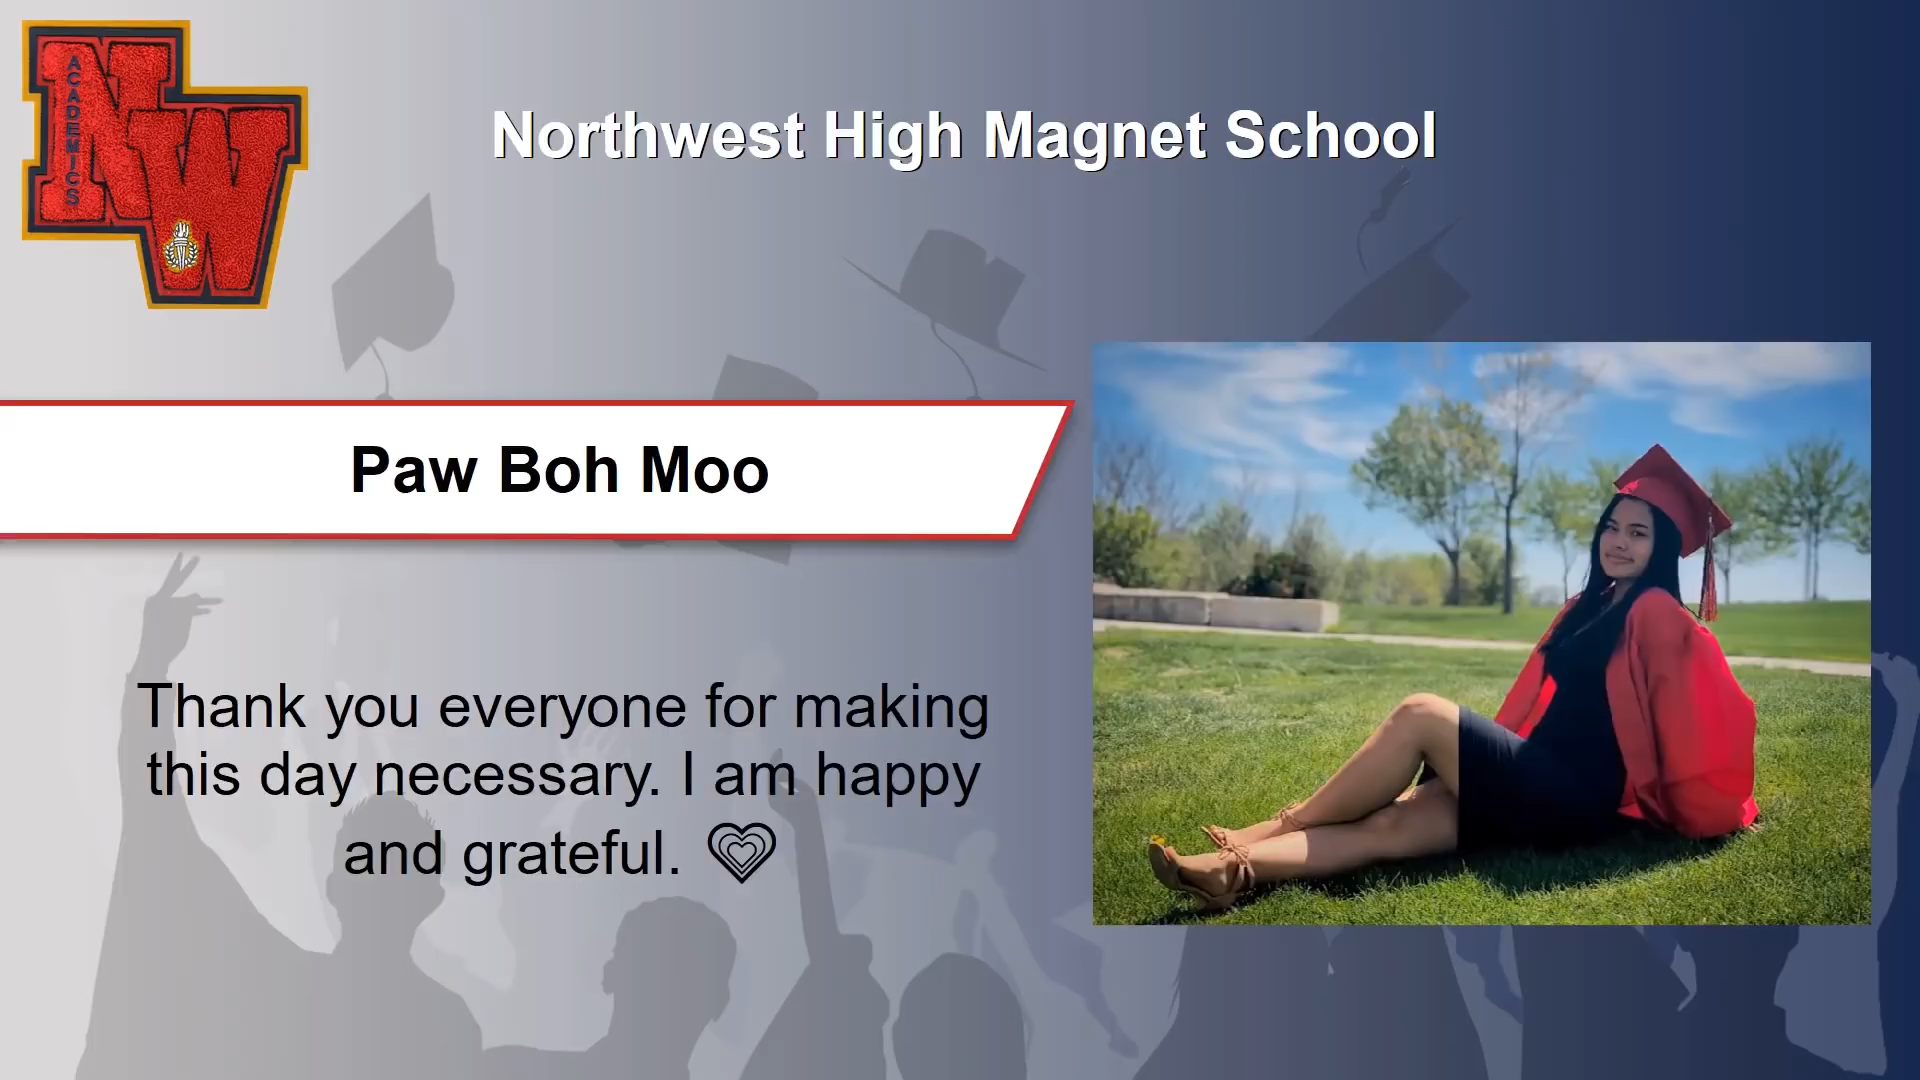 ACADEMICS
NW
Northwest High Magnet School
Paw Boh Moo
Thank you everyone for making
this day necessary. I am happy
and grateful. 💗